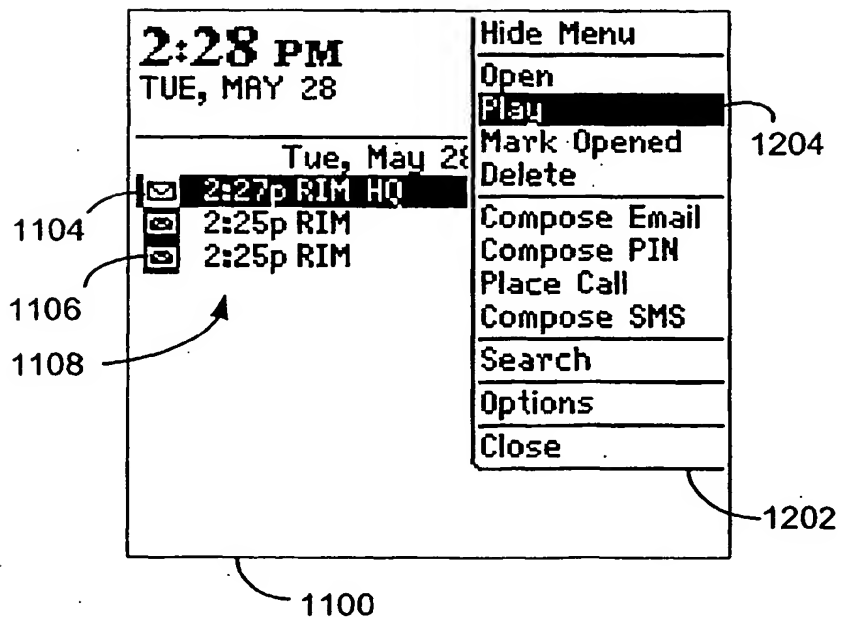 2:28 PM
TUE, MAY 28
Tue, May 28
2:27p RIM HQ
2:25p RIM
2:25p RIM
Hide Menu
Open
Play
Mark Opened
Delete
Compose Email
Compose PIN
Place Call
Compose SMS
Search
Options
Close
1204
1104
1106
1108
1202
1100